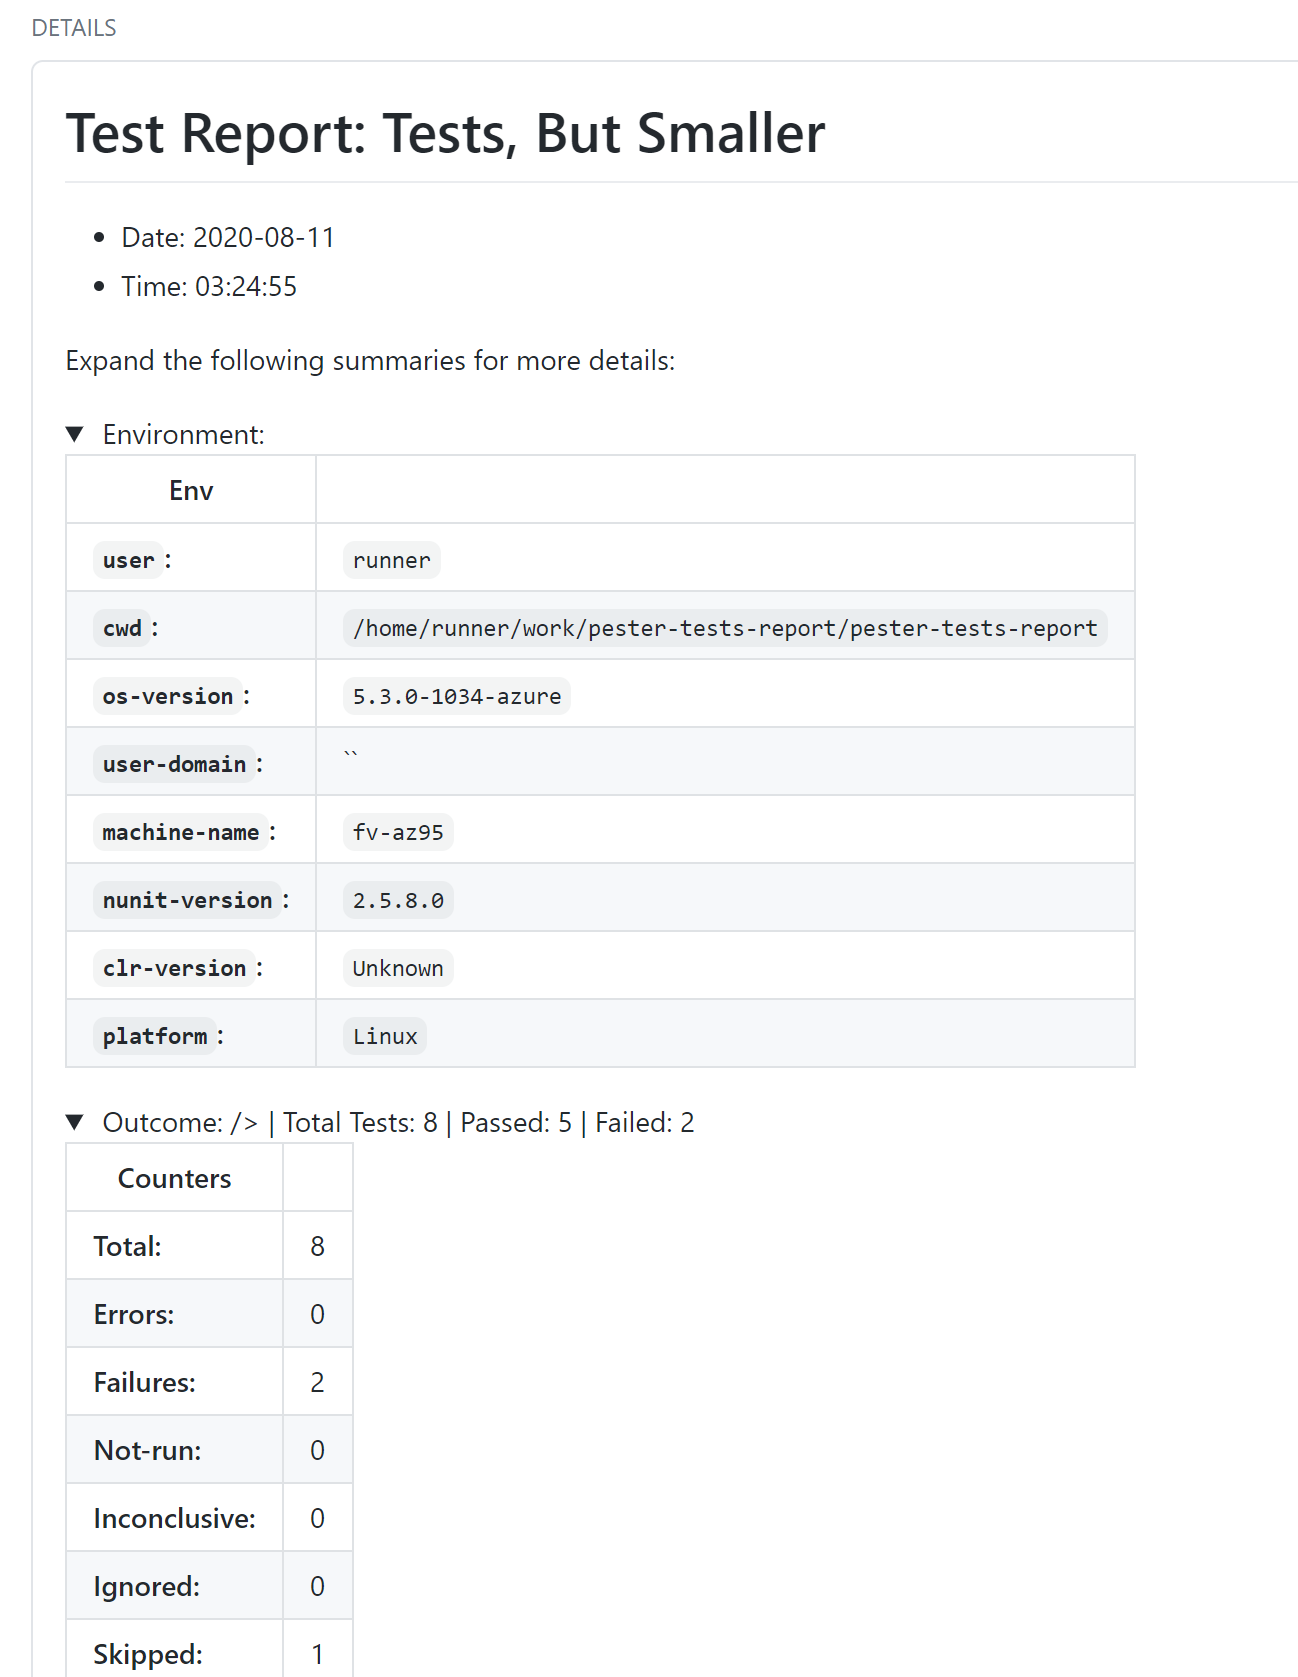 DETAILS
Test Report: Tests, But Smaller
• Date: 2020-08-11
• Time: 03:24:55
Expand the following summaries for more details:
▼ Environment:
Env
user: runner
cwd: /home/runner/work/pester-tests-report/pester-tests-report
os-version: 5.3.0-1034-azure
user-domain: ``
machine-name: fv-az95
nunit-version: 2.5.8.0
clr-version: Unknown
platform: Linux
▼ Outcome: /> | Total Tests: 8 | Passed: 5 | Failed: 2
Counters
Total: 8
Errors: 0
Failures: 2
Not-run: 0
Inconclusive: 0
Ignored: 0
Skipped: 1